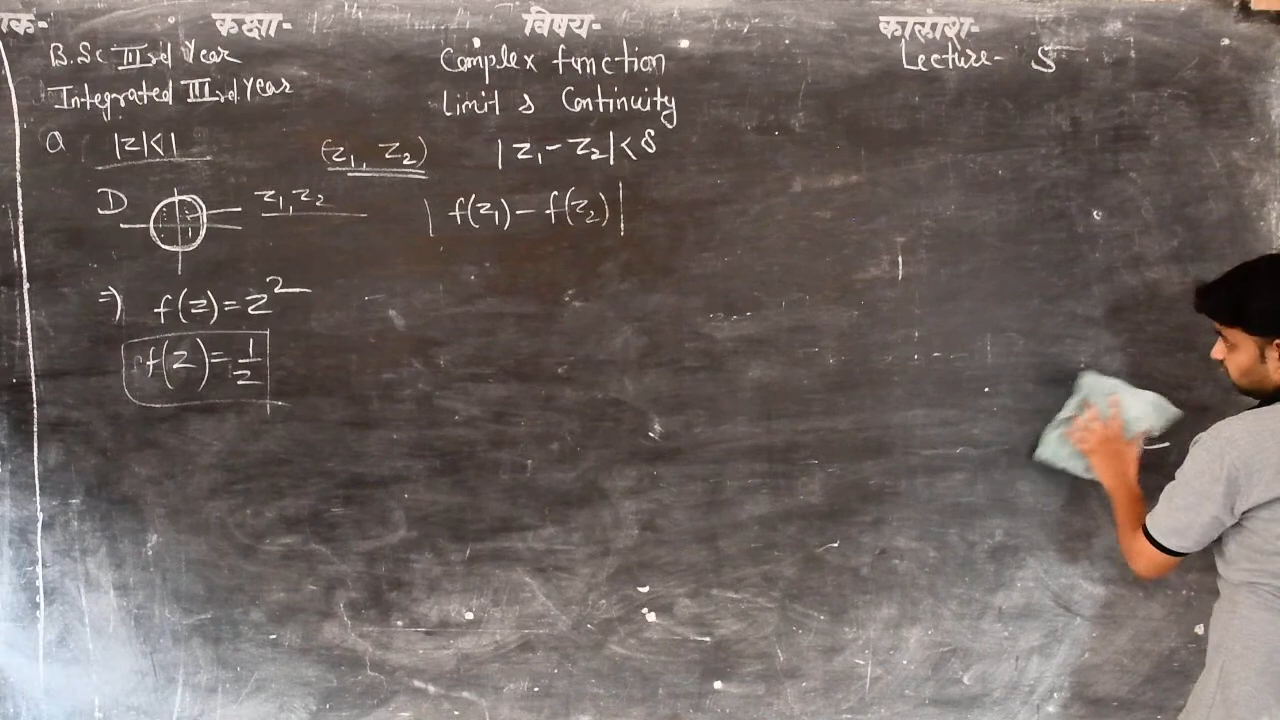 क- कक्षा- 12 विषय- कालांश-
B.Sc IIIrd Year Complex function Lecture- 5
Integrated IIIrd Year Limit & Continuity
Q |z|<1 (z₁, z₂) |z₁-z₂|<δ
D z₁,z₂ |f(z₁)-f(z₂)|
⇒) f(z)=z²
f(z)=1/z